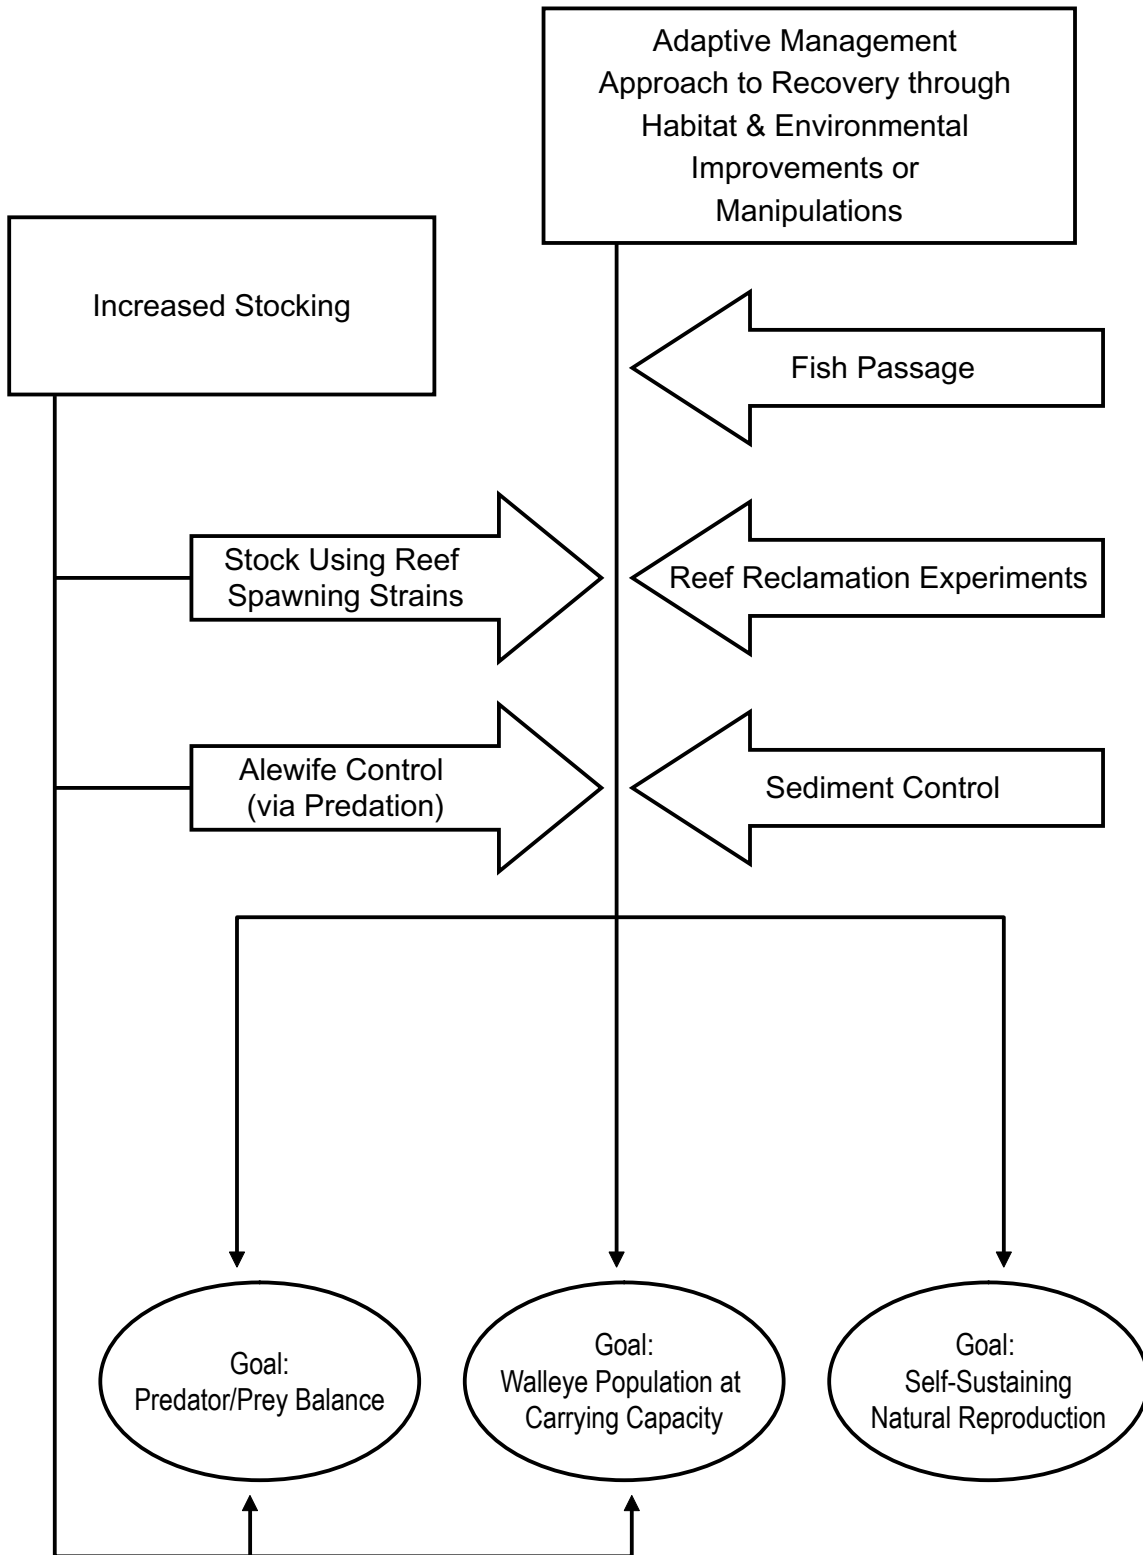 Adaptive Management
Approach to Recovery through
Habitat & Environmental
Improvements or
Manipulations
Increased Stocking
Fish Passage
Stock Using Reef
Spawning Strains
Reef Reclamation Experiments
Alewife Control
(via Predation)
Sediment Control
Goal:
Predator/Prey Balance
Goal:
Walleye Population at
Carrying Capacity
Goal:
Self-Sustaining
Natural Reproduction